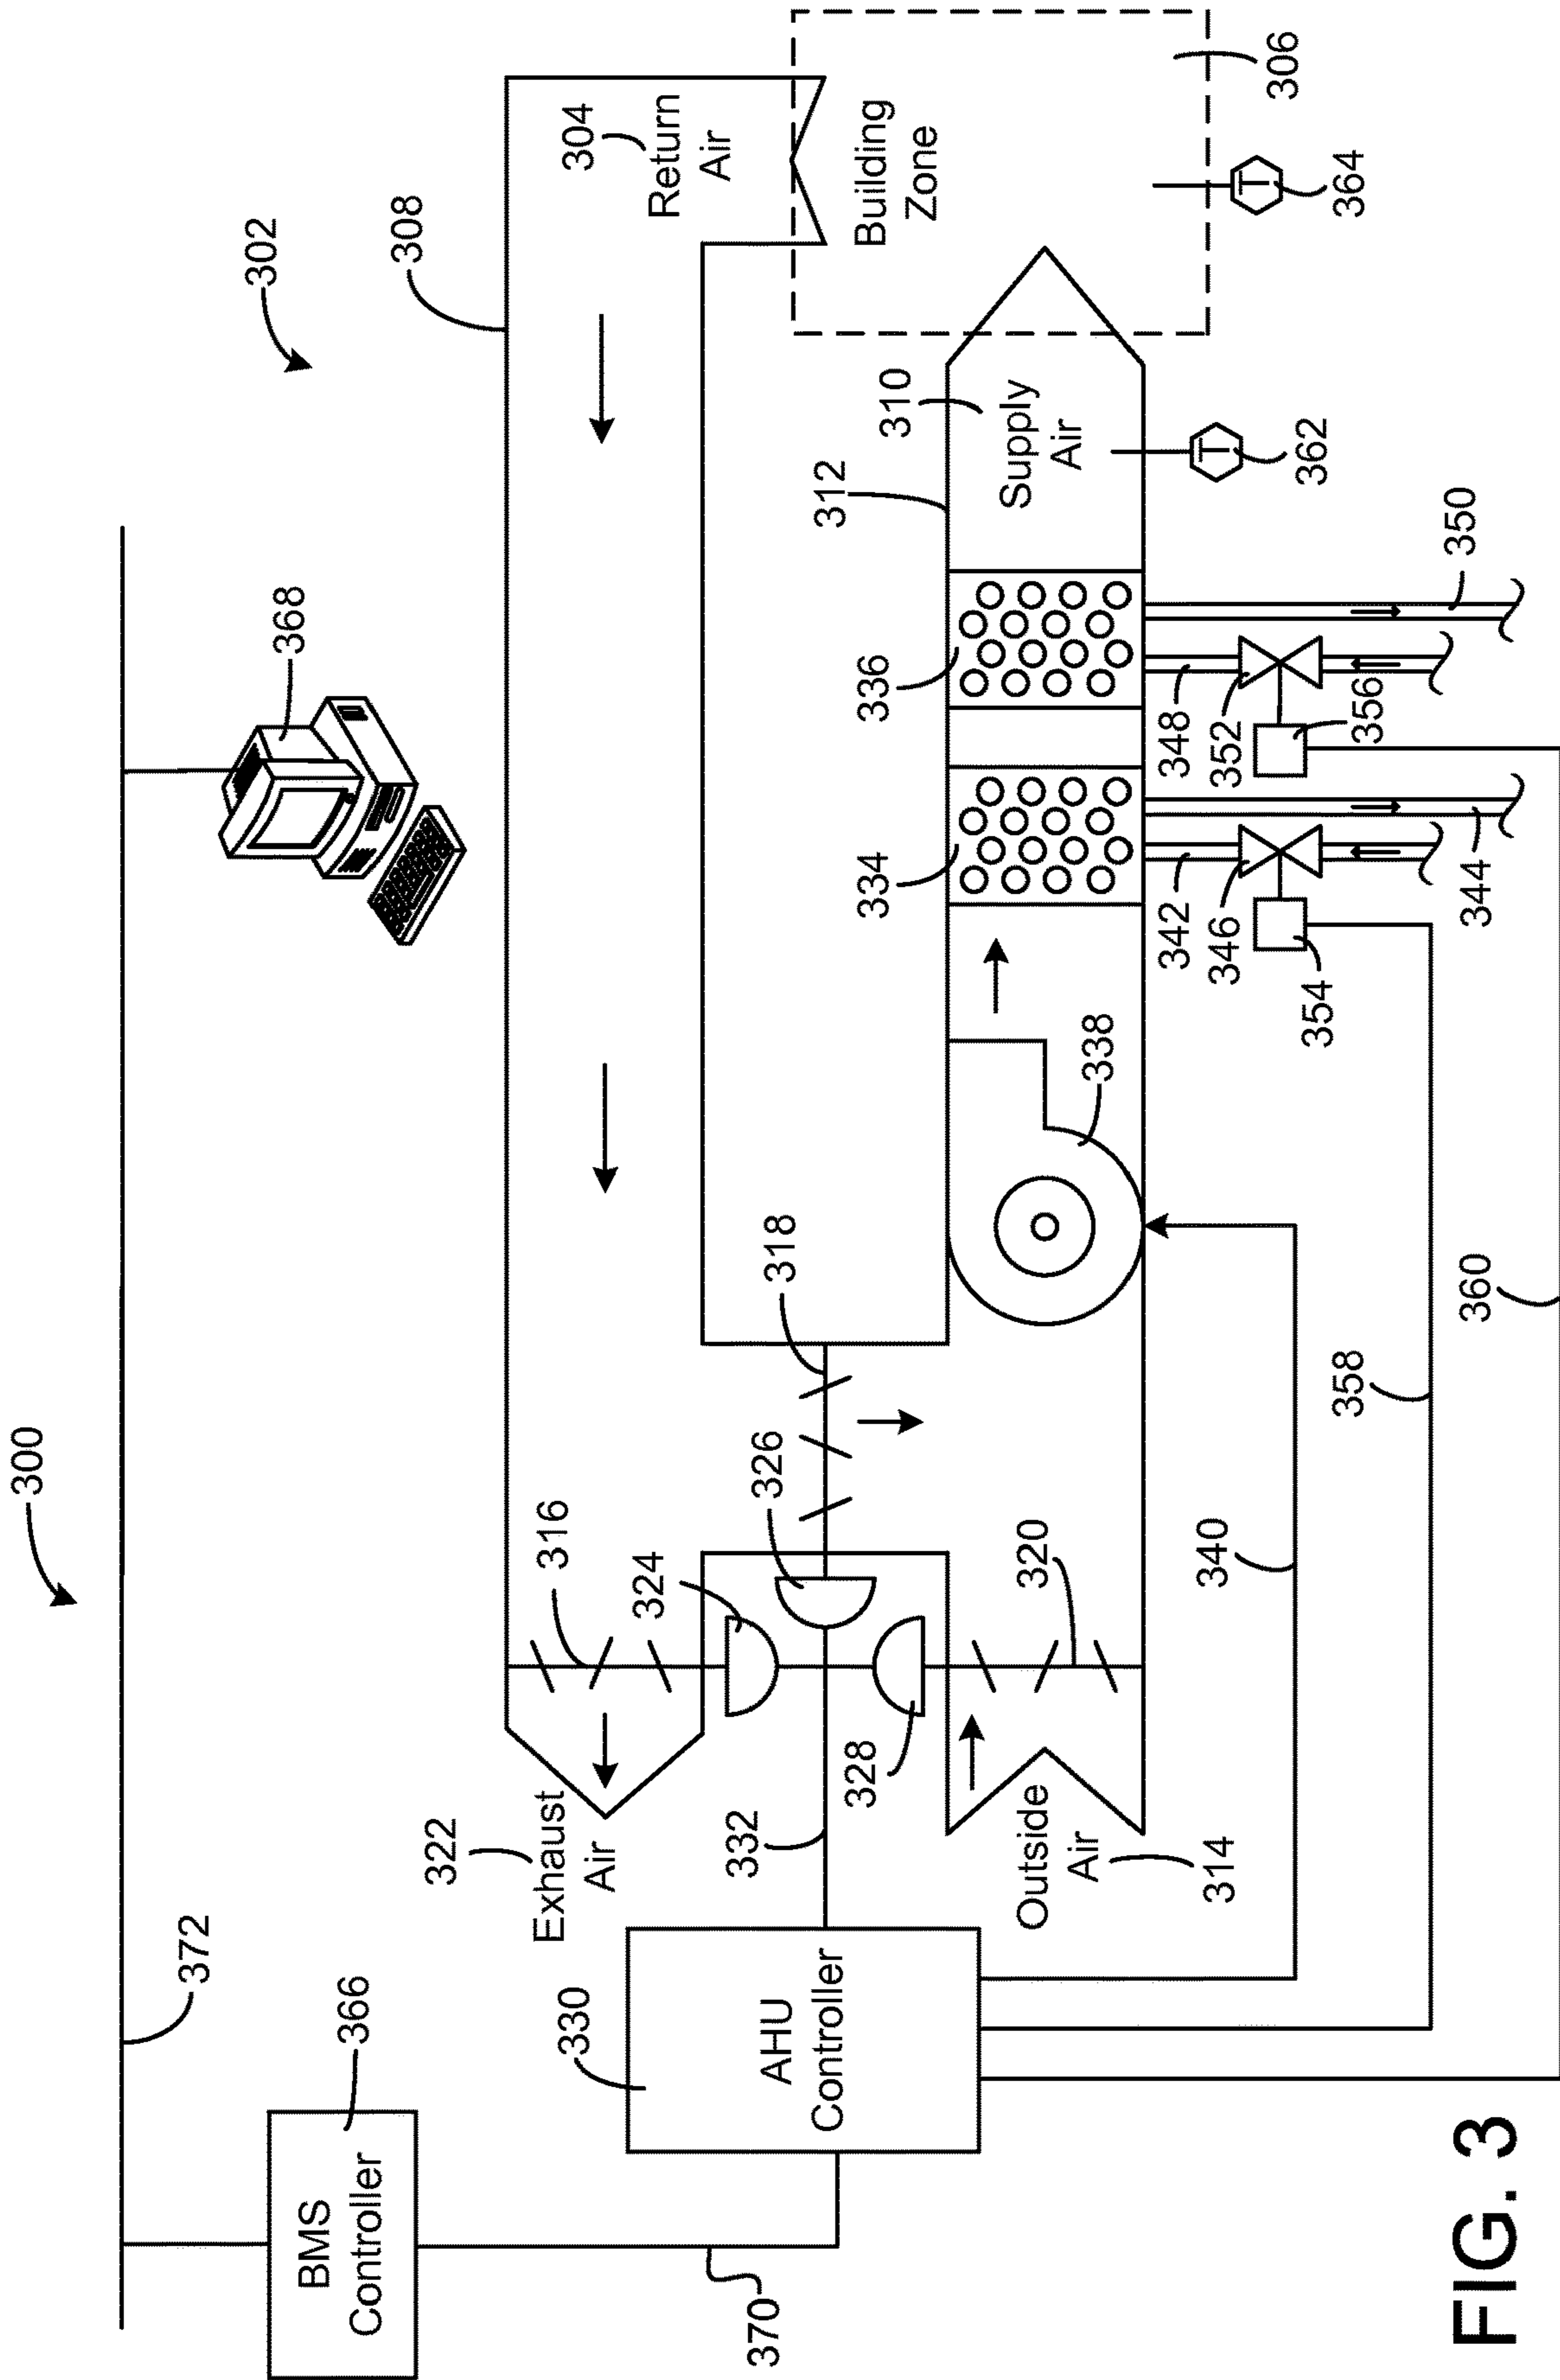 300
372
302
368
BMS
Controller
366
370
308
304
Return
Air
322
Exhaust
Air
316
324
326
318
330
AHU
Controller
332
328
Outside
Air
314
320
338
334
336
312
310
Supply
Air
Building
Zone
306
340
342
346
354
348
352
356
344
350
T
362
T
364
358
360
FIG. 3